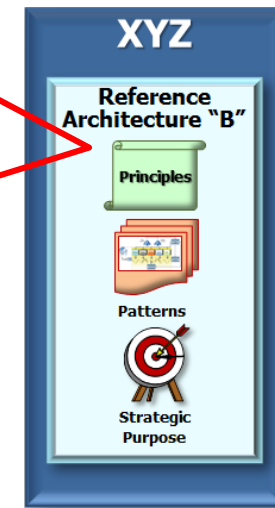 XYZ
Reference
Architecture “B”
Principles
Patterns
Strategic
Purpose